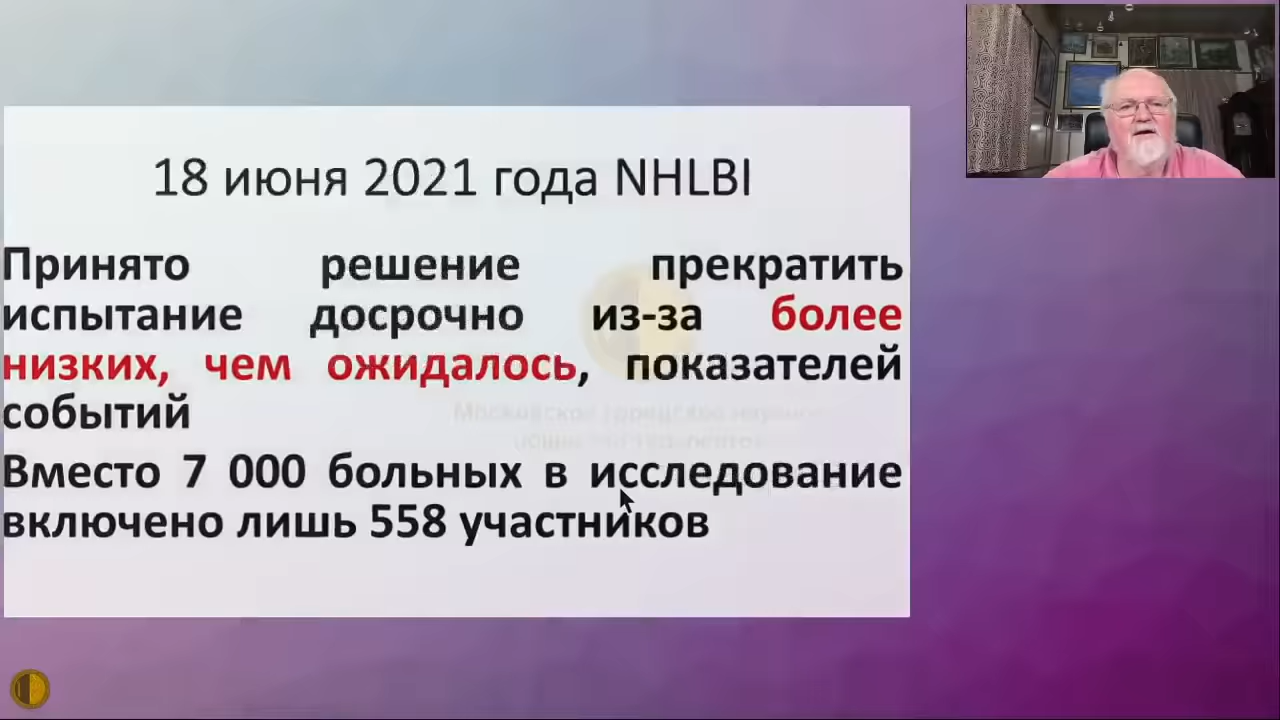 18 июня 2021 года NHLBI
Принято решение прекратить
испытание досрочно из-за более
низких, чем ожидалось, показателей
событий
Вместо 7 000 больных в исследование
включено лишь 558 участников